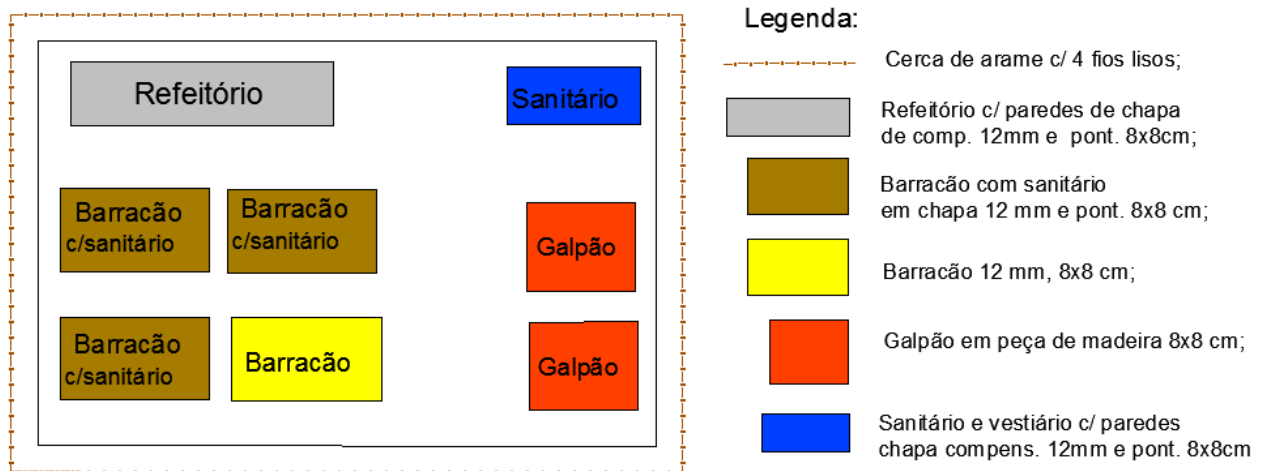 Refeitório
Sanitário
Barracão
c/sanitário
Barracão
c/sanitário
Galpão
Barracão
c/sanitário
Barracão
Galpão
Legenda:
Cerca de arame c/ 4 fios lisos;
Refeitório c/ paredes de chapa
de comp. 12mm e pont. 8x8cm;
Barracão com sanitário
em chapa 12 mm e pont. 8x8 cm;
Barracão 12 mm, 8x8 cm;
Galpão em peça de madeira 8x8 cm;
Sanitário e vestiário c/ paredes
chapa compens. 12mm e pont. 8x8cm